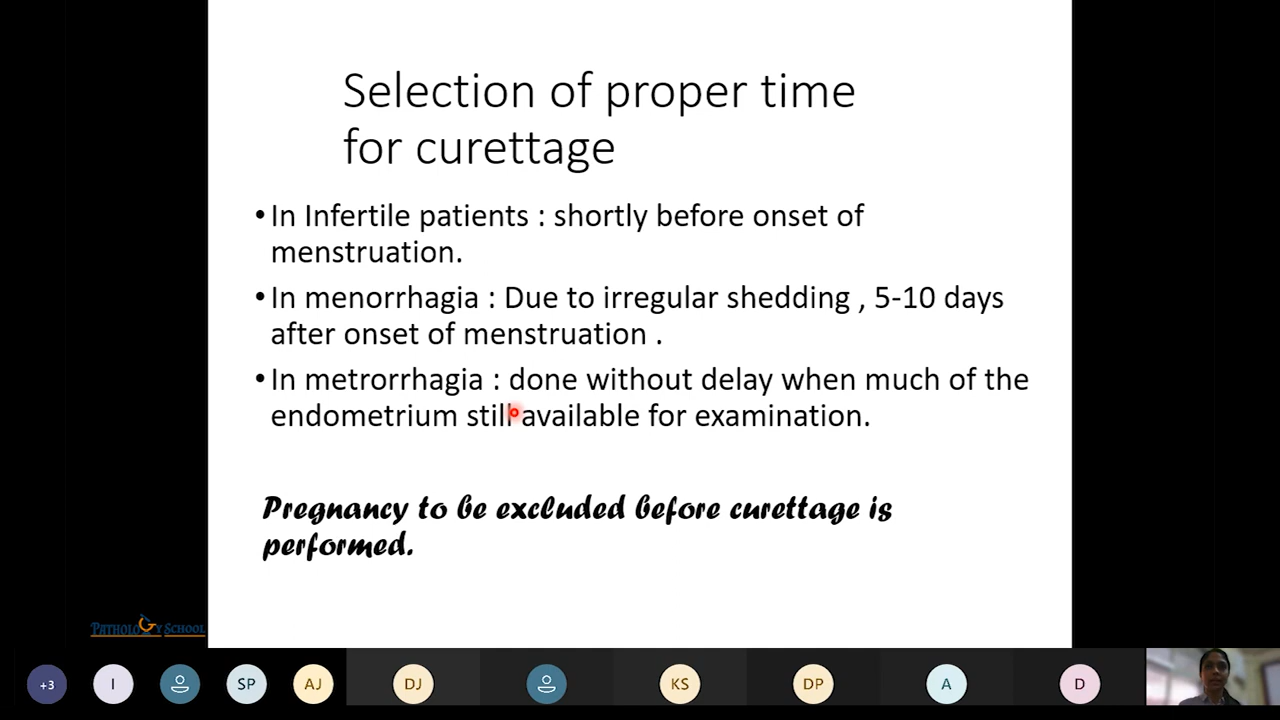 Selection of proper time
for curettage
•In Infertile patients : shortly before onset of
menstruation.
•In menorrhagia : Due to irregular shedding , 5-10 days
after onset of menstruation .
•In metrorrhagia : done without delay when much of the
endometrium still available for examination.
Pregnancy to be excluded before curettage is
performed.
PATHOLOGY SCHOOL
+3 I SP AJ DJ KS DP A D